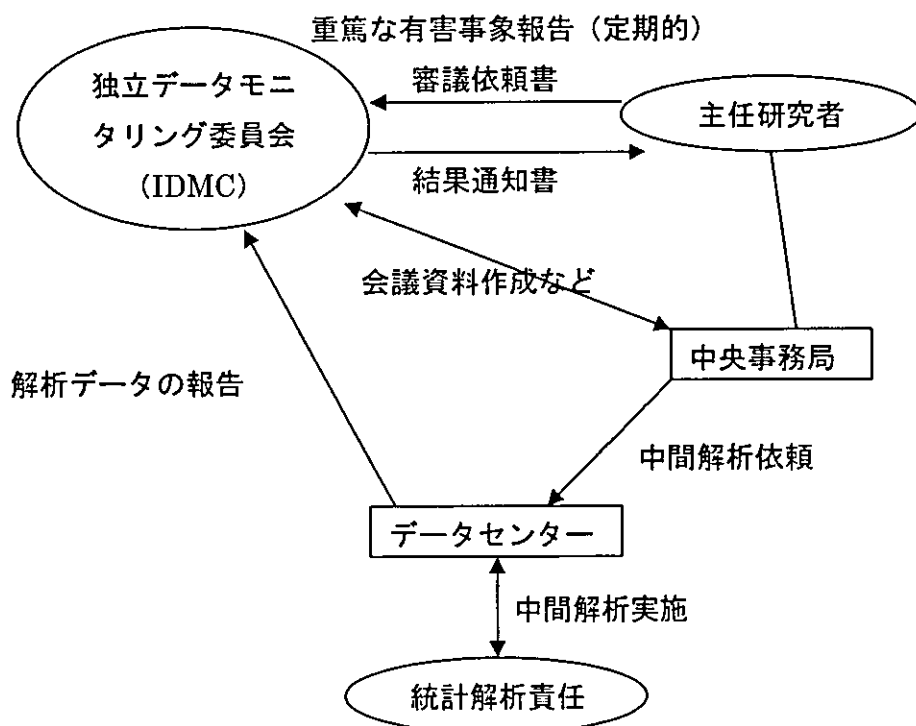 重篤な有害事象報告（定期的）
独立データモニ
タリング委員会
(IDMC)
審議依頼書
主任研究者
結果通知書
会議資料作成など
中央事務局
解析データの報告
中間解析依頼
データセンター
中間解析実施
統計解析責任